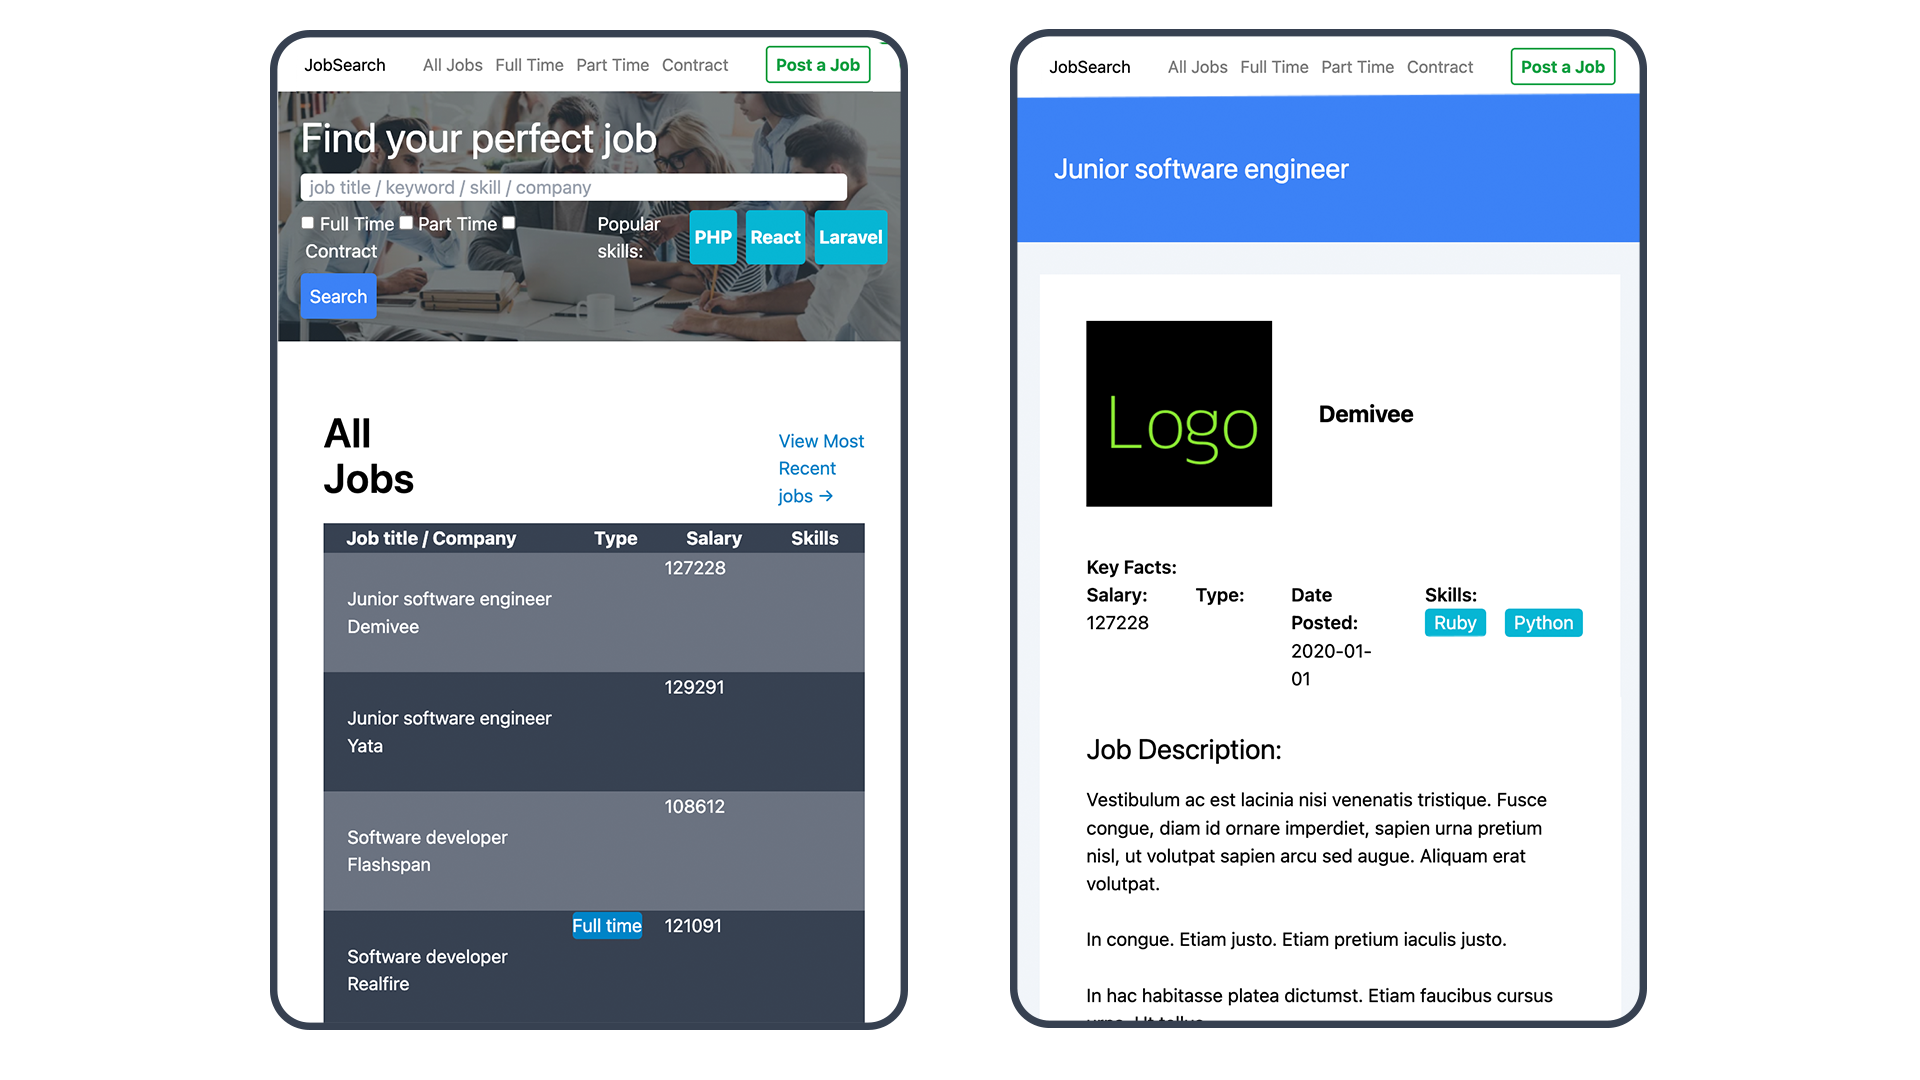 JobSearch All Jobs Full Time Part Time Contract Post a Job
Find your perfect job
job title / keyword / skill / company
Full Time Part Time
Contract
Popular
skills:
PHP React Laravel
Search
All
Jobs
View Most
Recent
jobs →
Job title / Company Type Salary Skills
127228
Junior software engineer
Demivee
129291
Junior software engineer
Yata
108612
Software developer
Flashspan
Full time 121091
Software developer
Realfire
JobSearch All Jobs Full Time Part Time Contract Post a Job
Junior software engineer
Logo
Demivee
Key Facts:
Salary:
127228
Type:
Date
Posted:
2020-01-
01
Skills:
Ruby Python
Job Description:
Vestibulum ac est lacinia nisi venenatis tristique. Fusce
congue, diam id ornare imperdiet, sapien urna pretium
nisl, ut volutpat sapien arcu sed augue. Aliquam erat
volutpat.
In congue. Etiam justo. Etiam pretium iaculis justo.
In hac habitasse platea dictumst. Etiam faucibus cursus